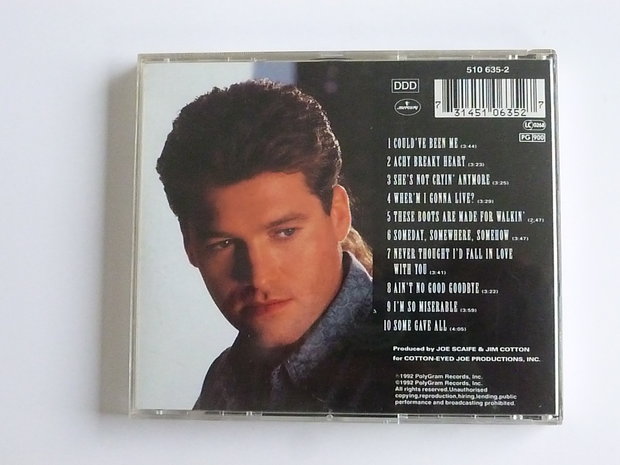 510 635-2
DDD
mercury
7 31451 06352 7
LC 0268
PG 900
1 COULD'VE BEEN ME (3:44)
2 ACHY BREAKY HEART (3:23)
3 SHE'S NOT CRYIN' ANYMORE (3:25)
4 WHER'M I GONNA LIVE? (3:29)
5 THESE BOOTS ARE MADE FOR WALKIN' (2:47)
6 SOMEDAY, SOMEWHERE, SOMEHOW (3:47)
7 NEVER THOUGHT I'D FALL IN LOVE
WITH YOU (3:41)
8 AIN'T NO GOOD GOODBYE (3:23)
9 I'M SO MISERABLE (3:59)
10 SOME GAVE ALL (4:05)
Produced by JOE SCAIFE & JIM COTTON
for COTTON-EYED JOE PRODUCTIONS, INC.
℗1992 PolyGram Records, Inc.
©1992 PolyGram Records, Inc.
All rights reserved.Unauthorised
copying,reproduction,hiring,lending,public
performance and broadcasting prohibited.